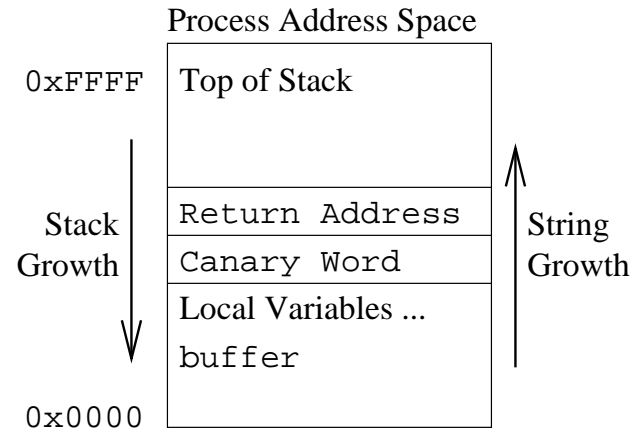 Process Address Space
0xFFFF
Top of Stack
Return Address
Stack
Growth
Canary Word
String
Growth
Local Variables ...
buffer
0x0000